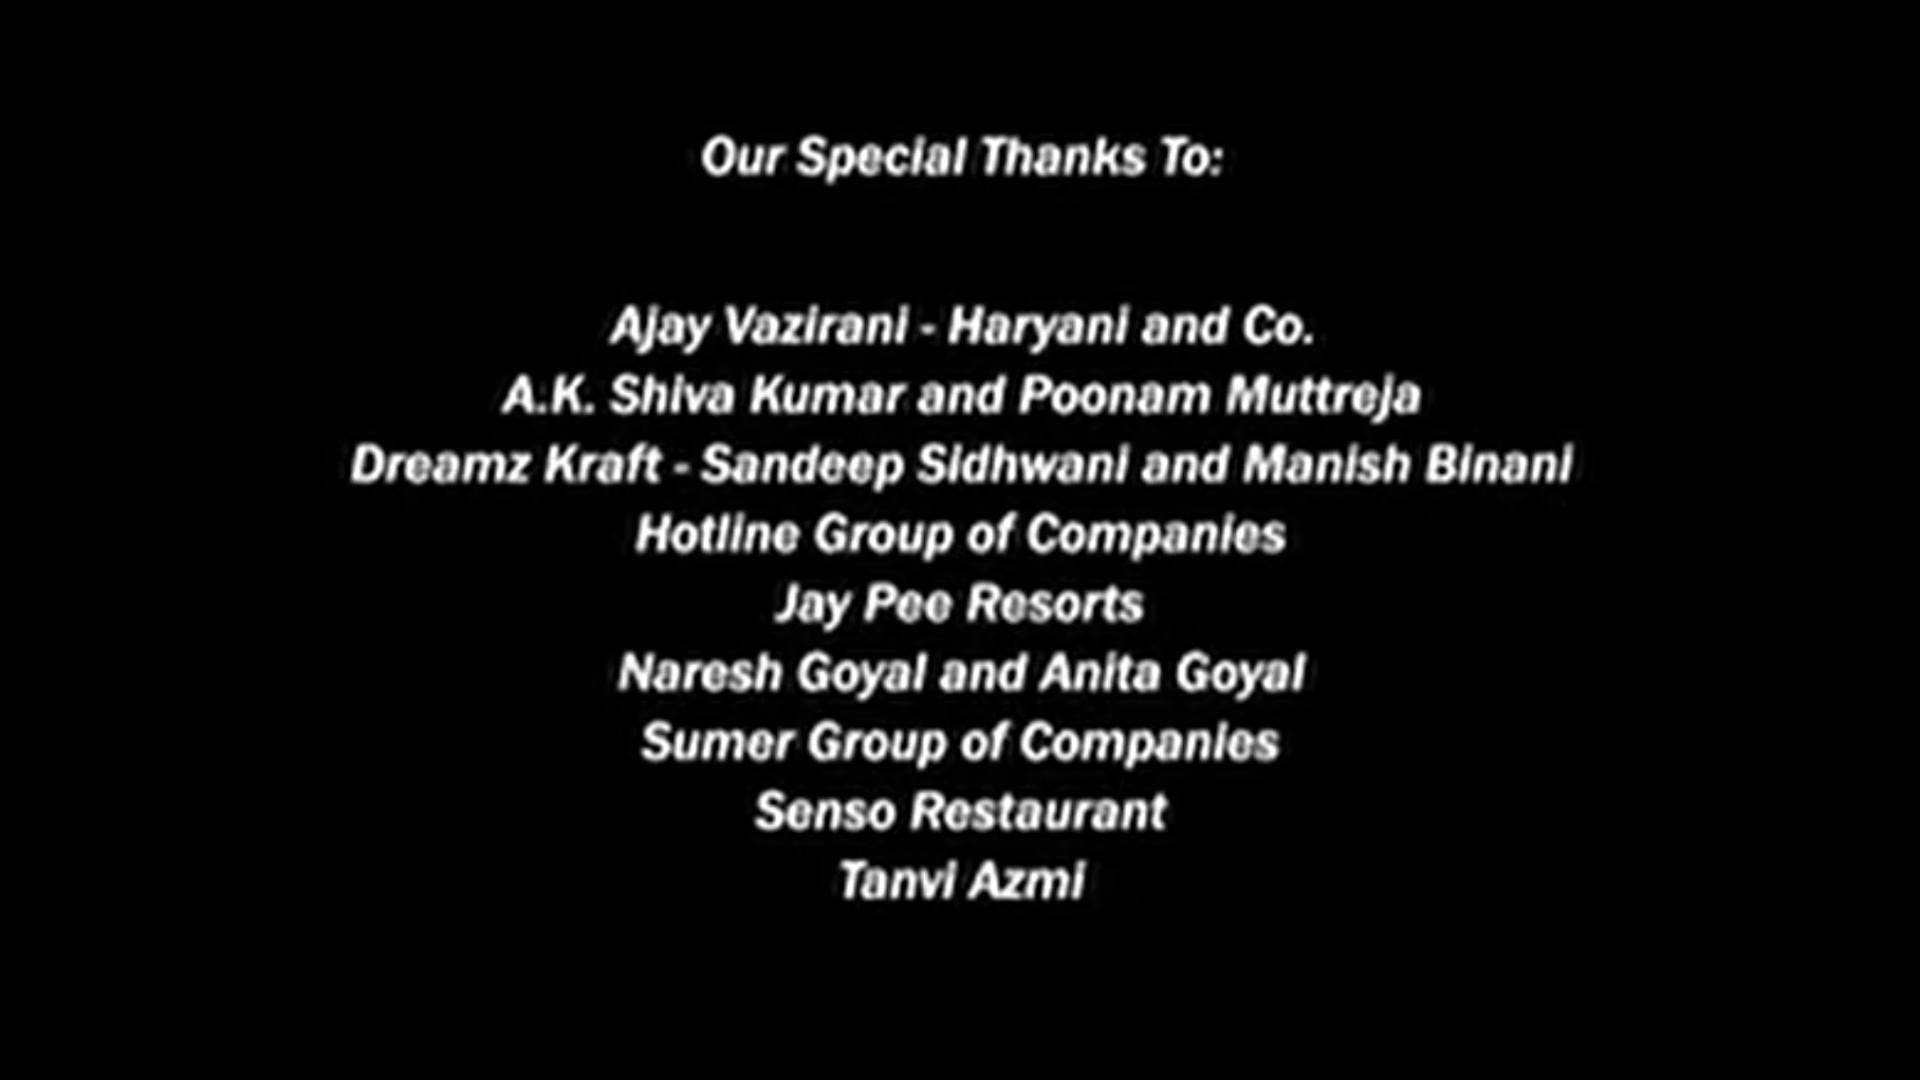 Our Special Thanks To:
Ajay Vazirani - Haryani and Co.
A.K. Shiva Kumar and Poonam Muttreja
Dreamz Kraft - Sandeep Sidhwani and Manish Binani
Hotline Group of Companies
Jay Pee Resorts
Naresh Goyal and Anita Goyal
Sumer Group of Companies
Senso Restaurant
Tanvi Azmi